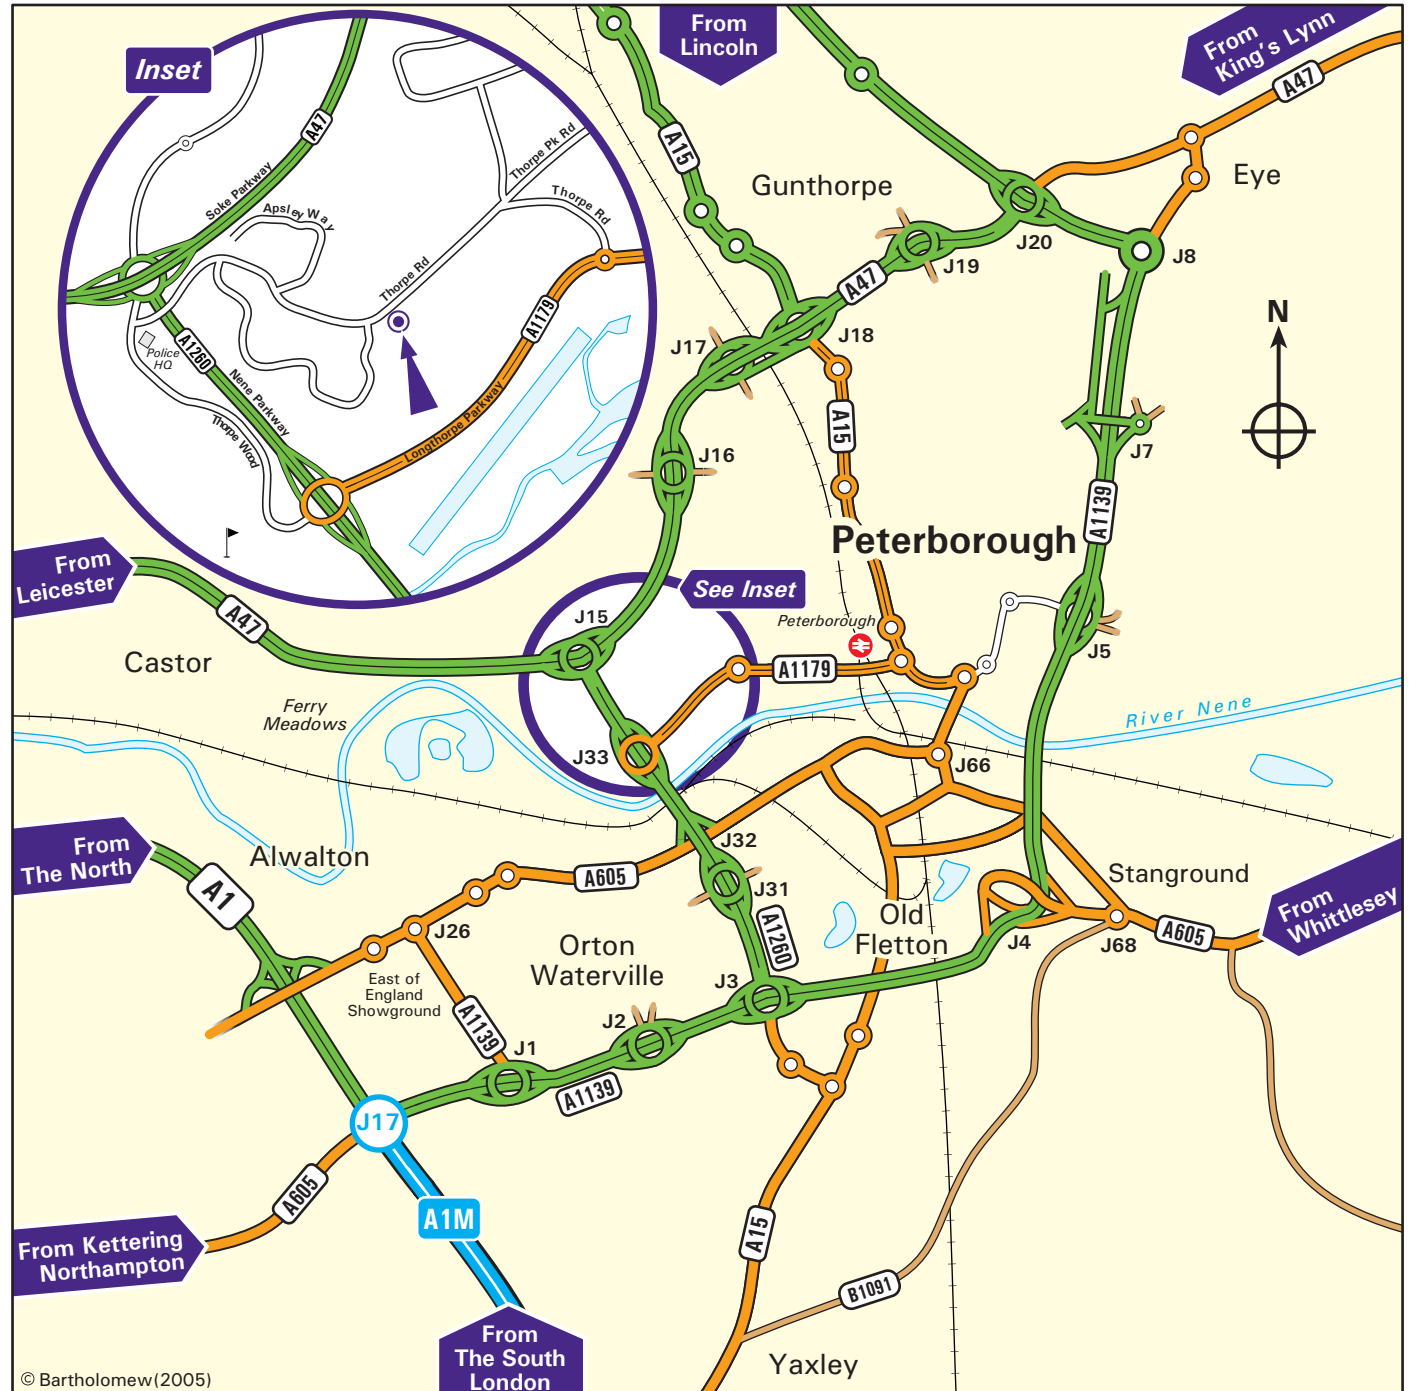 From
Lincoln
From
King's Lynn
A47
Inset
A47
Thorpe Pk Rd
Thorpe Rd
Soke Parkway
Apsley Way
Thorpe Rd
A1179
A1260
Police
HQ
Nene Parkway
Longthorpe Parkway
Thorpe Wood
A15
Gunthorpe
Eye
J20
J19
J8
A47
J18
J17
N
A15
J7
J16
A1139
Peterborough
From
Leicester
See Inset
A47
J15
Peterborough
J5
Castor
A1179
Ferry
Meadows
River Nene
J33
J66
From
The North
J32
Alwalton
A605
J31
Stanground
A1
From
Whittlesey
A1260
Old
Fletton
J4
J68
A605
J26
Orton
Waterville
East of
England
Showground
J3
A1139
J2
J1
A1139
J17
A605
A1M
A15
From Kettering
Northampton
B1091
From
The South
London
Yaxley
© Bartholomew (2005)